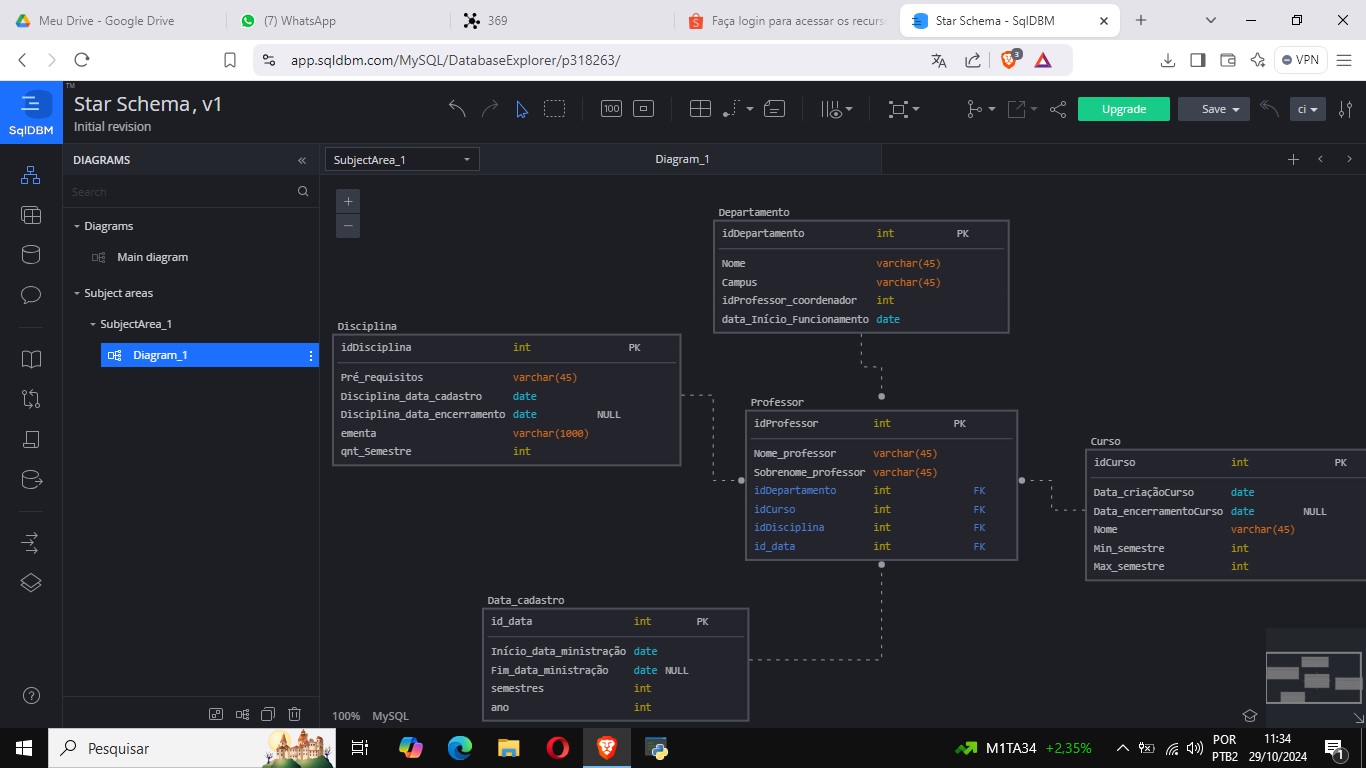 Meu Drive - Google Drive
(7) WhatsApp
369
Faça login para acessar os recurs
Star Schema - SqlDBM
app.sqldbm.com/MySQL/DatabaseExplorer/p318263/
3
VPN
SqlDBM
TM
Star Schema, v1
Initial revision
100
Upgrade
Save
ci
DIAGRAMS
SubjectArea_1
Diagram_1
Search
Diagrams
Main diagram
Subject areas
SubjectArea_1
Diagram_1
Departamento
idDepartamento int PK
Nome varchar(45)
Campus varchar(45)
idProfessor_coordenador int
data_Início_Funcionamento date
Disciplina
idDisciplina int PK
Pré_requisitos varchar(45)
Disciplina_data_cadastro date
Disciplina_data_encerramento date NULL
ementa varchar(1000)
qnt_Semestre int
Professor
idProfessor int PK
Nome_professor varchar(45)
Sobrenome_professor varchar(45)
idDepartamento int FK
idCurso int FK
idDisciplina int FK
id_data int FK
Curso
idCurso int PK
Data_criaçãoCurso date
Data_encerramentoCurso date NULL
Nome varchar(45)
Min_semestre int
Max_semestre int
Data_cadastro
id_data int PK
Início_data_ministração date
Fim_data_ministração date NULL
semestres int
ano int
100% MySQL
Pesquisar
M1TA34 +2,35%
POR
PTB2
11:34
29/10/2024
1